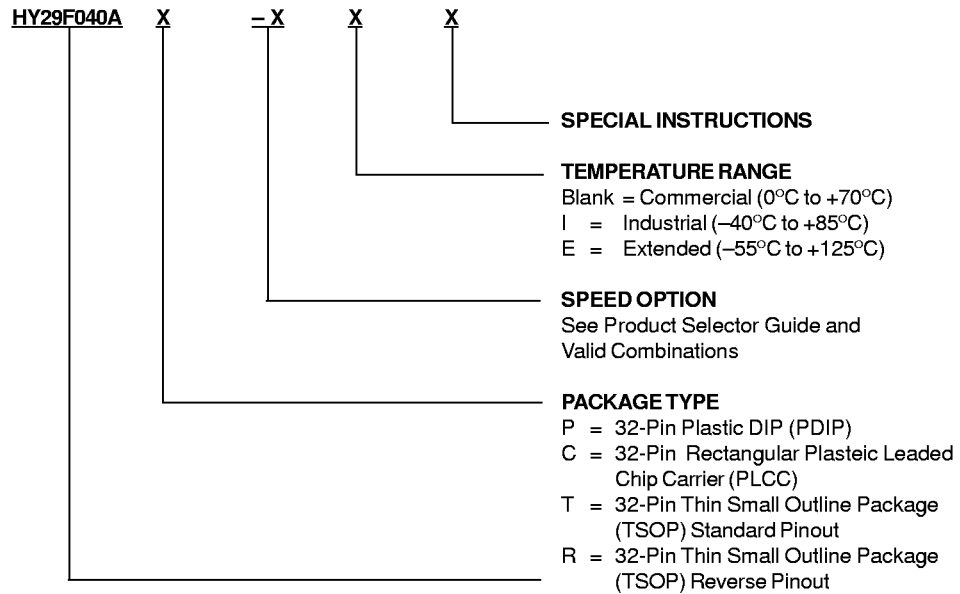 HY29F040A X – X X X
SPECIAL INSTRUCTIONS
TEMPERATURE RANGE
Blank = Commercial (0°C to +70°C)
I = Industrial (–40°C to +85°C)
E = Extended (–55°C to +125°C)
SPEED OPTION
See Product Selector Guide and
Valid Combinations
PACKAGE TYPE
P = 32-Pin Plastic DIP (PDIP)
C = 32-Pin Rectangular Plasteic Leaded
Chip Carrier (PLCC)
T = 32-Pin Thin Small Outline Package
(TSOP) Standard Pinout
R = 32-Pin Thin Small Outline Package
(TSOP) Reverse Pinout